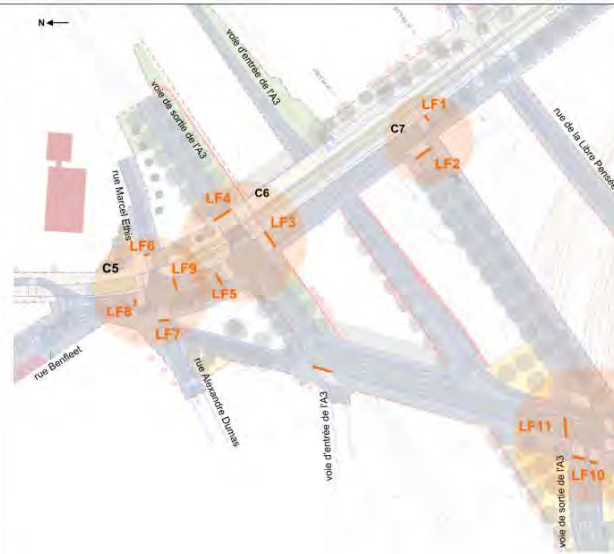 N
voie d'entrée de l'A3
voie de sortie de l'A3
rue de la Libre Pensée
rue Marcel Ethis
C7
LF1
LF2
C6
LF4
LF3
C5
LF6
LF9
LF5
LF8
LF7
rue Benfleet
rue Alexandre Dumas
voie d'entrée de l'A3
LF11
LF10
voie de sortie de l'A3